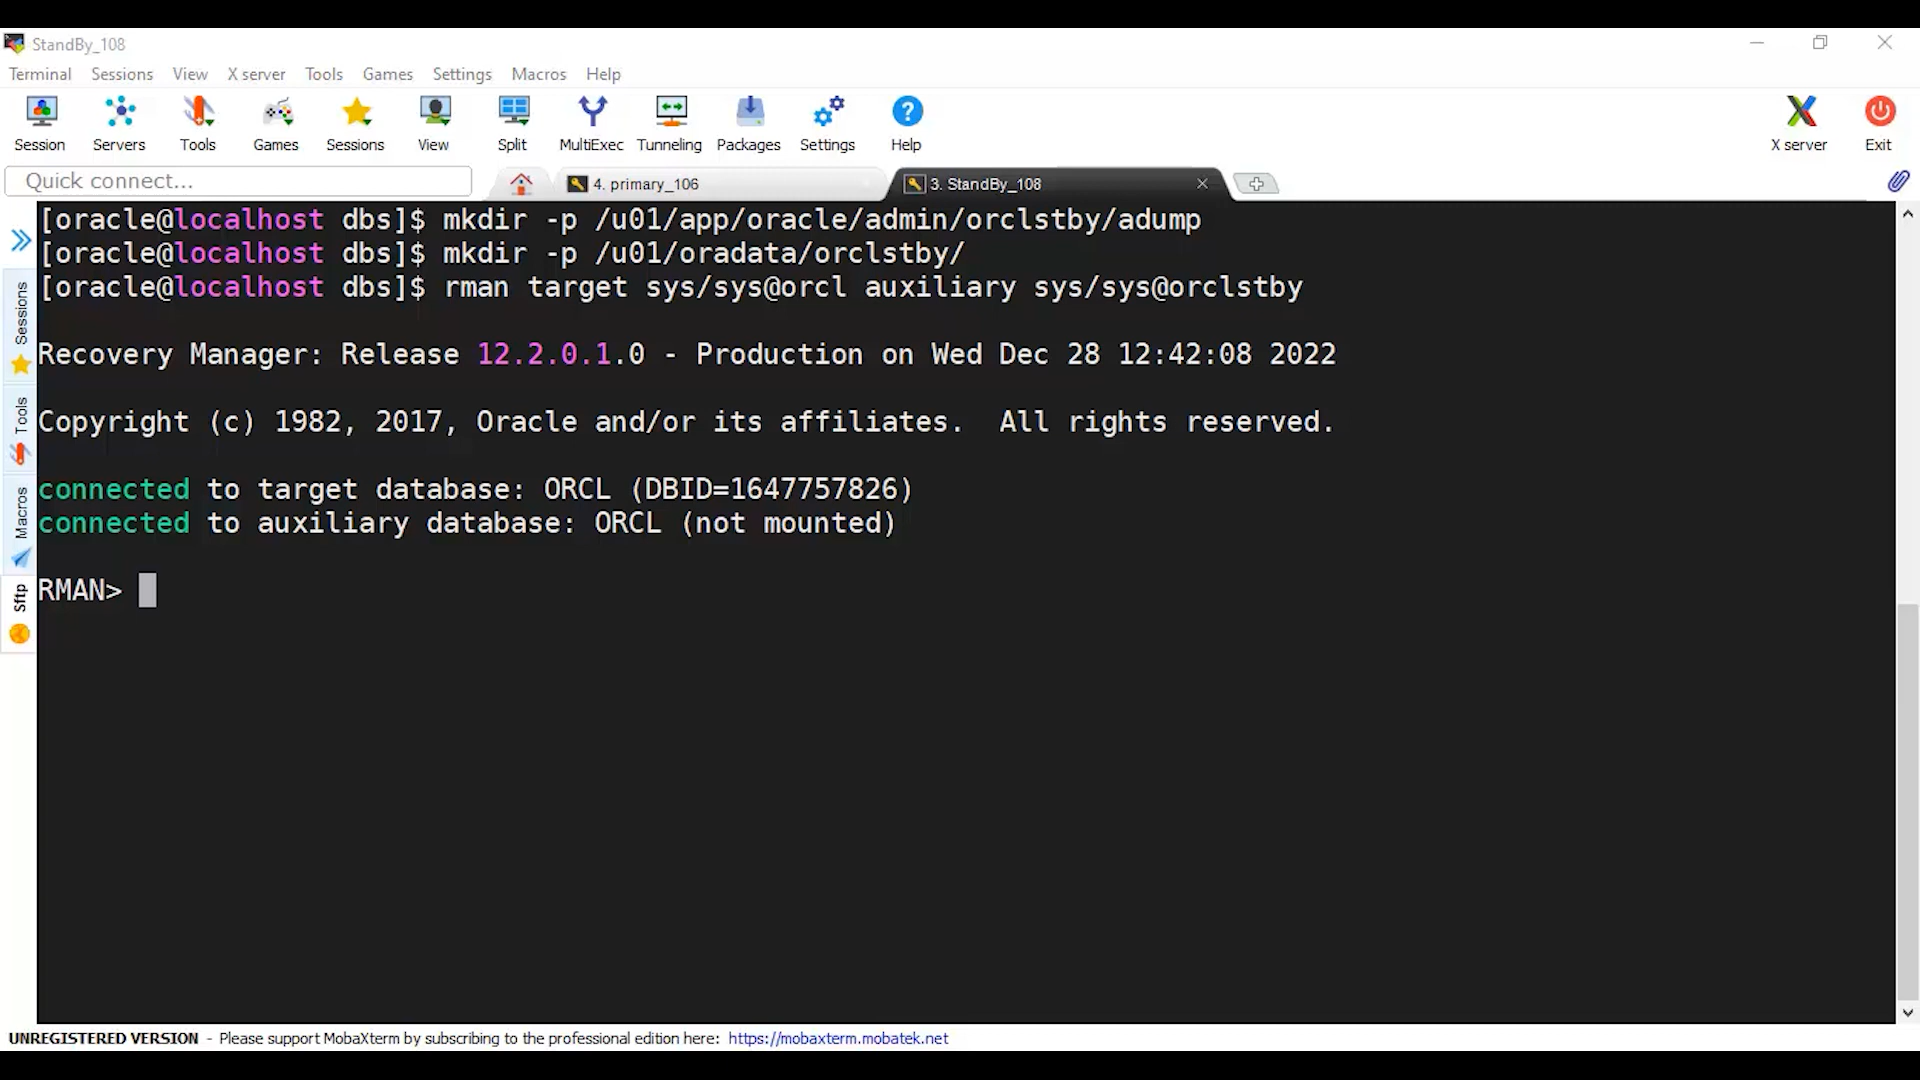 StandBy_108
Terminal Sessions View X server Tools Games Settings Macros Help
Session Servers Tools Games Sessions View Split MultiExec Tunneling Packages Settings Help X server Exit
Quick connect...
4. primary_106
3. StandBy_108
[oracle@localhost dbs]$ mkdir -p /u01/app/oracle/admin/orclstby/adump
[oracle@localhost dbs]$ mkdir -p /u01/oradata/orclstby/
[oracle@localhost dbs]$ rman target sys/sys@orcl auxiliary sys/sys@orclstby
Recovery Manager: Release 12.2.0.1.0 - Production on Wed Dec 28 12:42:08 2022
Copyright (c) 1982, 2017, Oracle and/or its affiliates.  All rights reserved.
connected to target database: ORCL (DBID=1647757826)
connected to auxiliary database: ORCL (not mounted)
RMAN>
Sessions
Tools
Macros
Sftp
UNREGISTERED VERSION - Please support MobaXterm by subscribing to the professional edition here: https://mobaxterm.mobatek.net